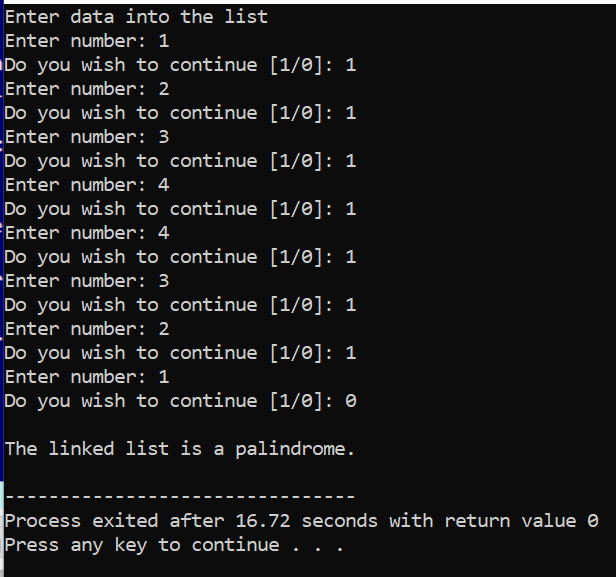 Enter data into the list
Enter number: 1
Do you wish to continue [1/0]: 1
Enter number: 2
Do you wish to continue [1/0]: 1
Enter number: 3
Do you wish to continue [1/0]: 1
Enter number: 4
Do you wish to continue [1/0]: 1
Enter number: 4
Do you wish to continue [1/0]: 1
Enter number: 3
Do you wish to continue [1/0]: 1
Enter number: 2
Do you wish to continue [1/0]: 1
Enter number: 1
Do you wish to continue [1/0]: 0
The linked list is a palindrome.
--------------------------------
Process exited after 16.72 seconds with return value 0
Press any key to continue . . .